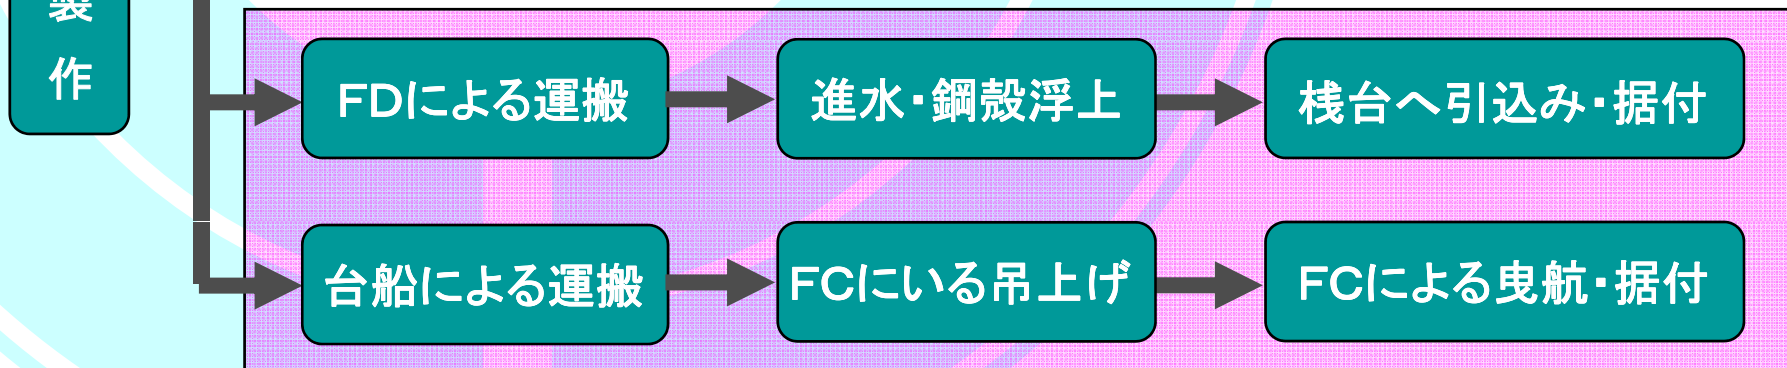 製
作
FDによる運搬
進水・鋼殻浮上
桟台へ引込み・据付
台船による運搬
FCにいる吊上げ
FCによる曳航・据付